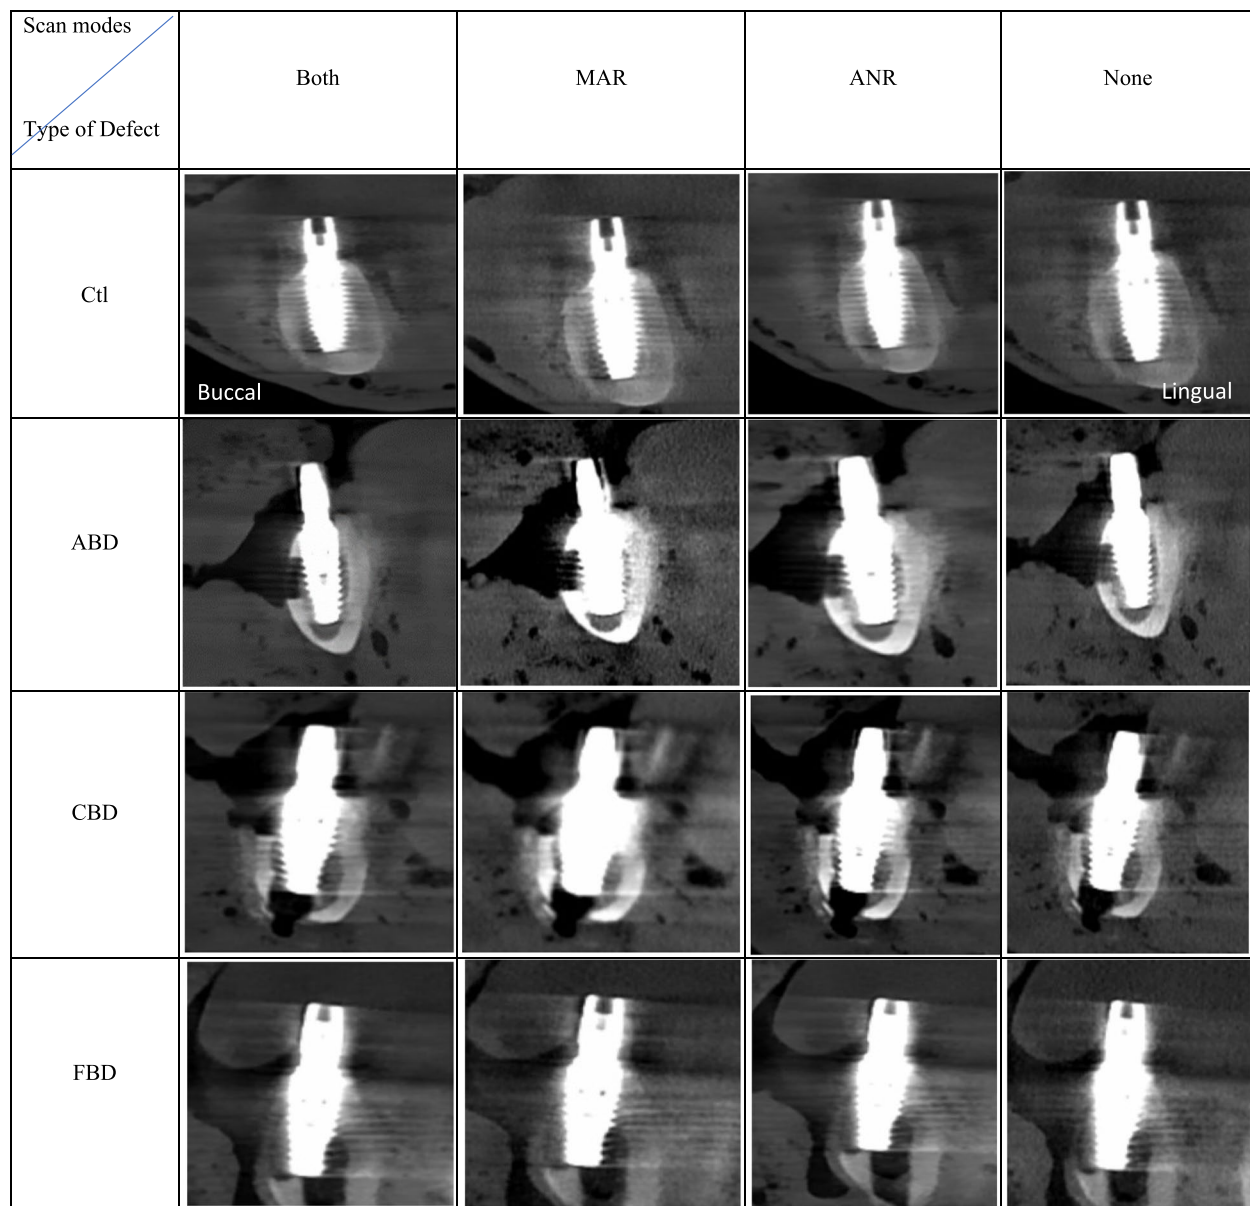 Scan modes
Type of Defect
Both
MAR
ANR
None
Ctl
Buccal
Lingual
ABD
CBD
FBD